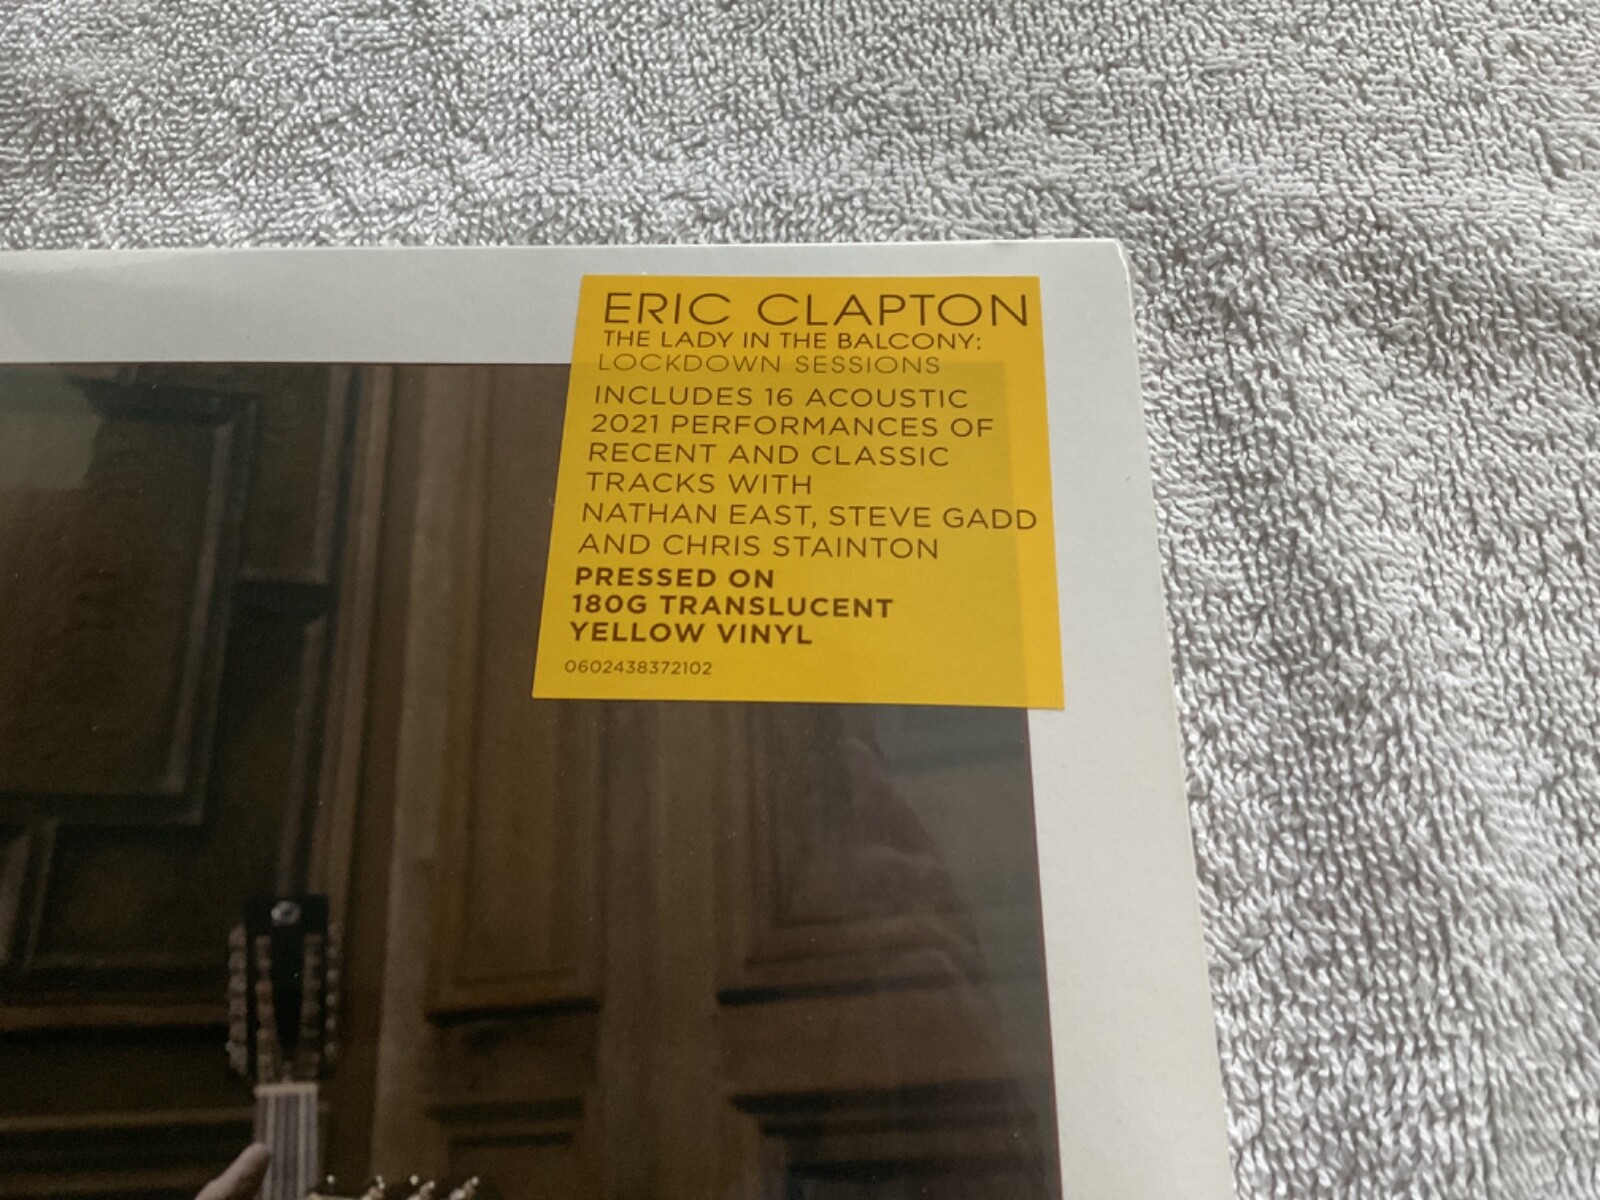 ERIC CLAPTON
THE LADY IN THE BALCONY:
LOCKDOWN SESSIONS
INCLUDES 16 ACOUSTIC
2021 PERFORMANCES OF
RECENT AND CLASSIC
TRACKS WITH
NATHAN EAST, STEVE GADD
AND CHRIS STAINTON
PRESSED ON
180G TRANSLUCENT
YELLOW VINYL
0602438372102